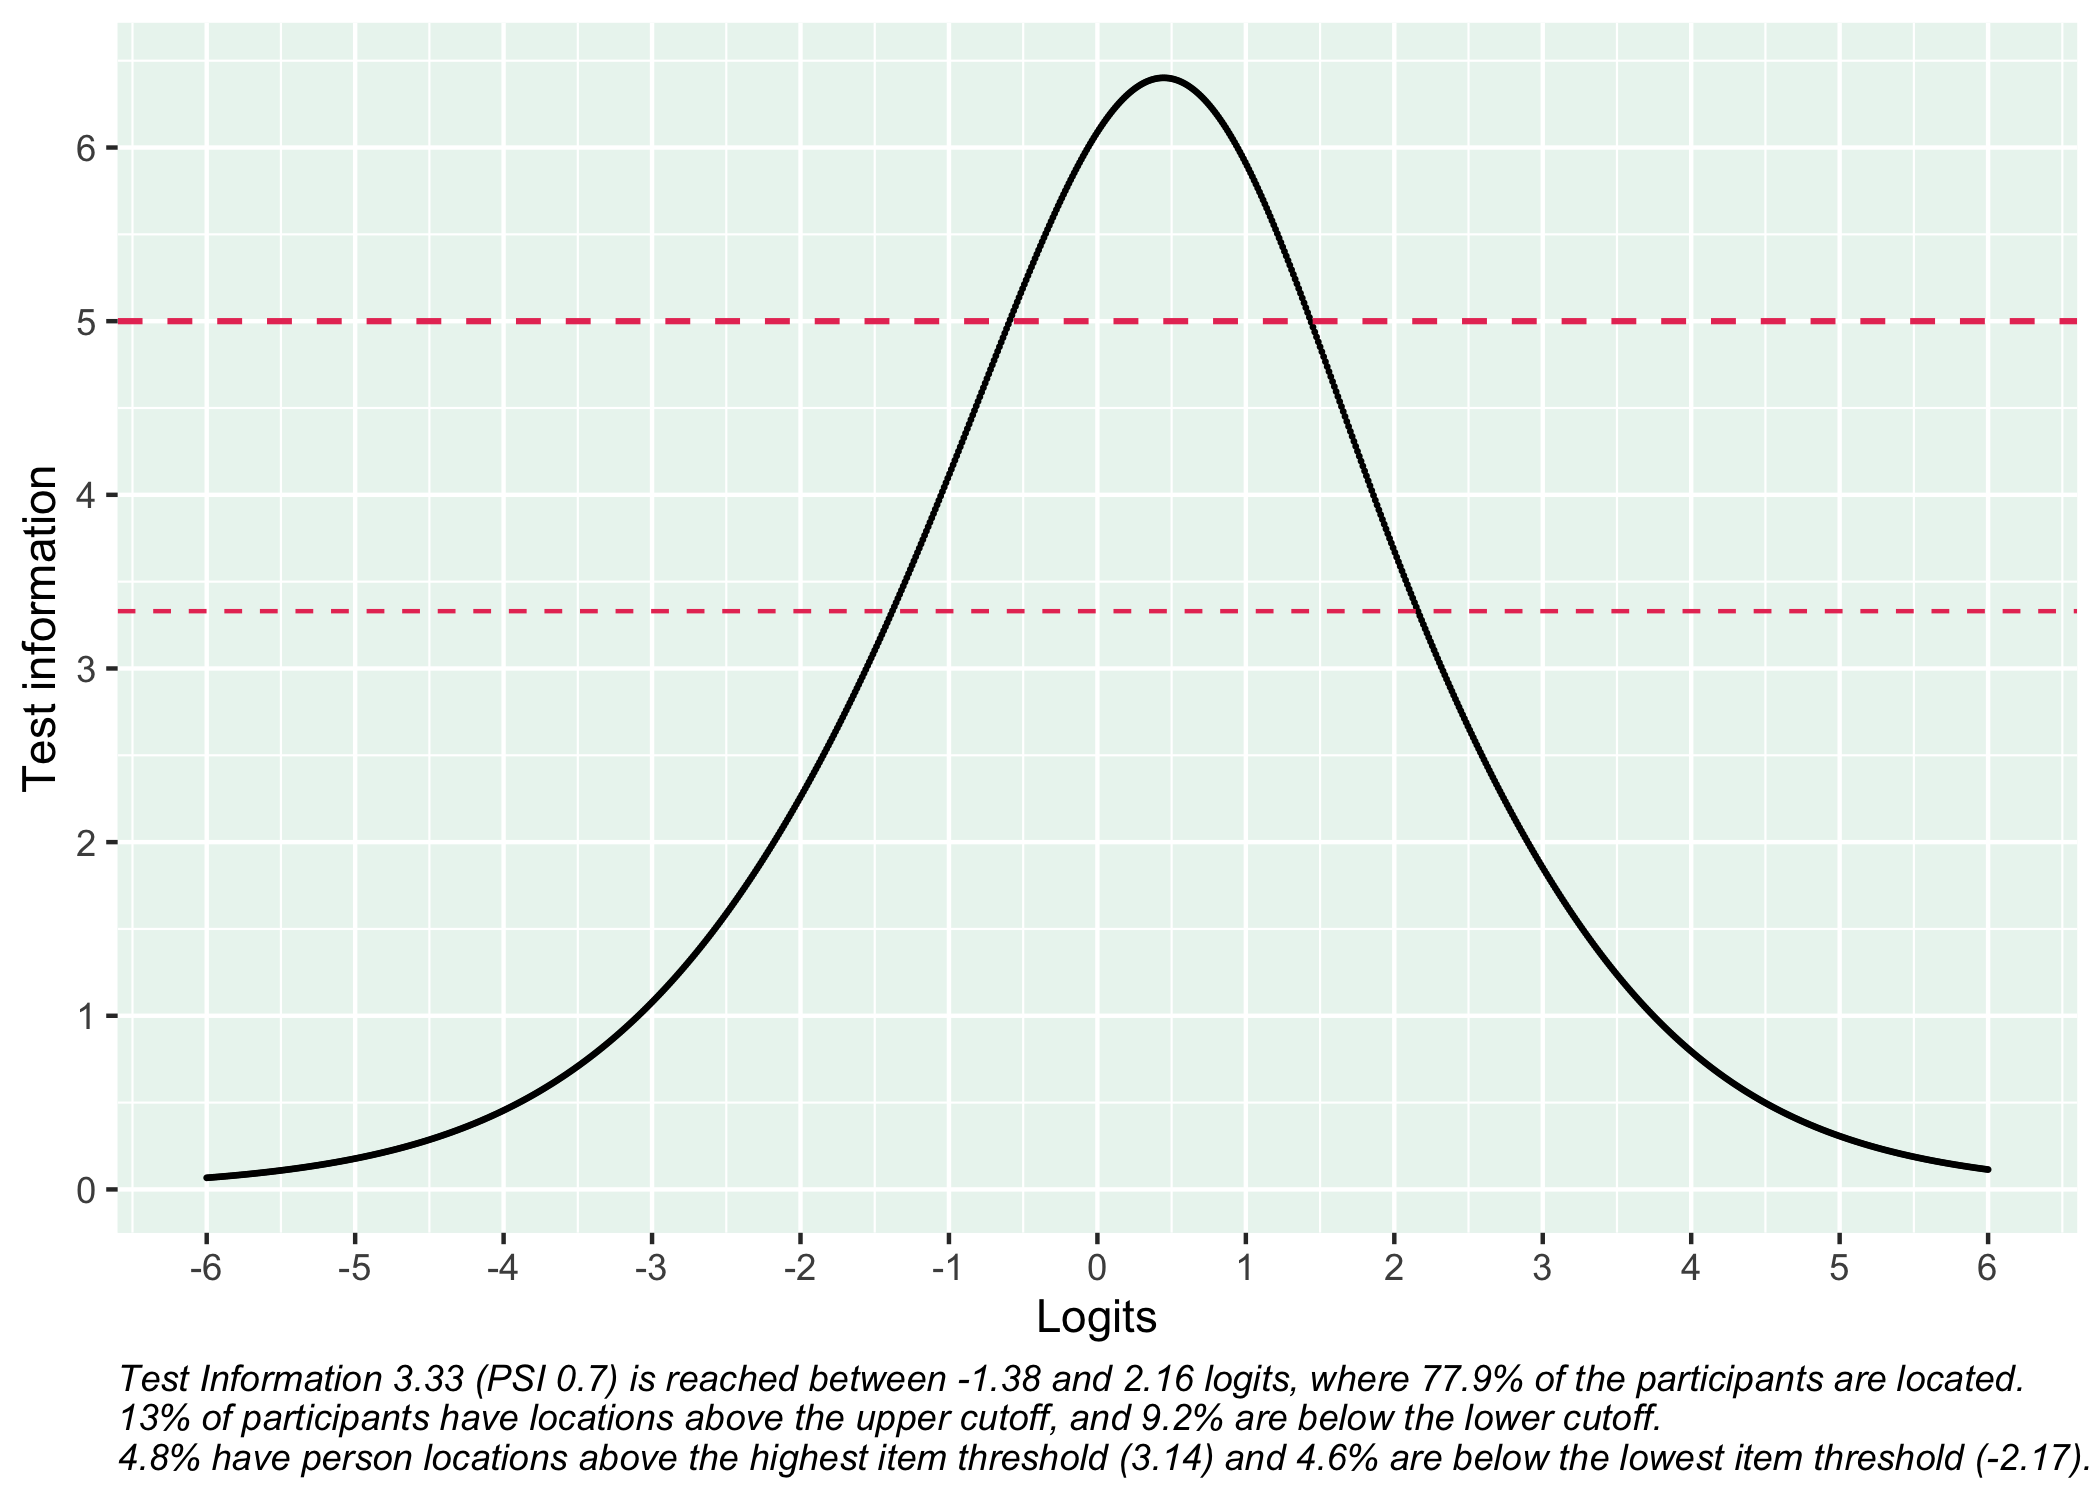 6
5
4
3
2
1
0
Test information
-6 -5 -4 -3 -2 -1 0 1 2 3 4 5 6
Logits
Test Information 3.33 (PSI 0.7) is reached between -1.38 and 2.16 logits, where 77.9% of the participants are located.
13% of participants have locations above the upper cutoff, and 9.2% are below the lower cutoff.
4.8% have person locations above the highest item threshold (3.14) and 4.6% are below the lowest item threshold (-2.17).